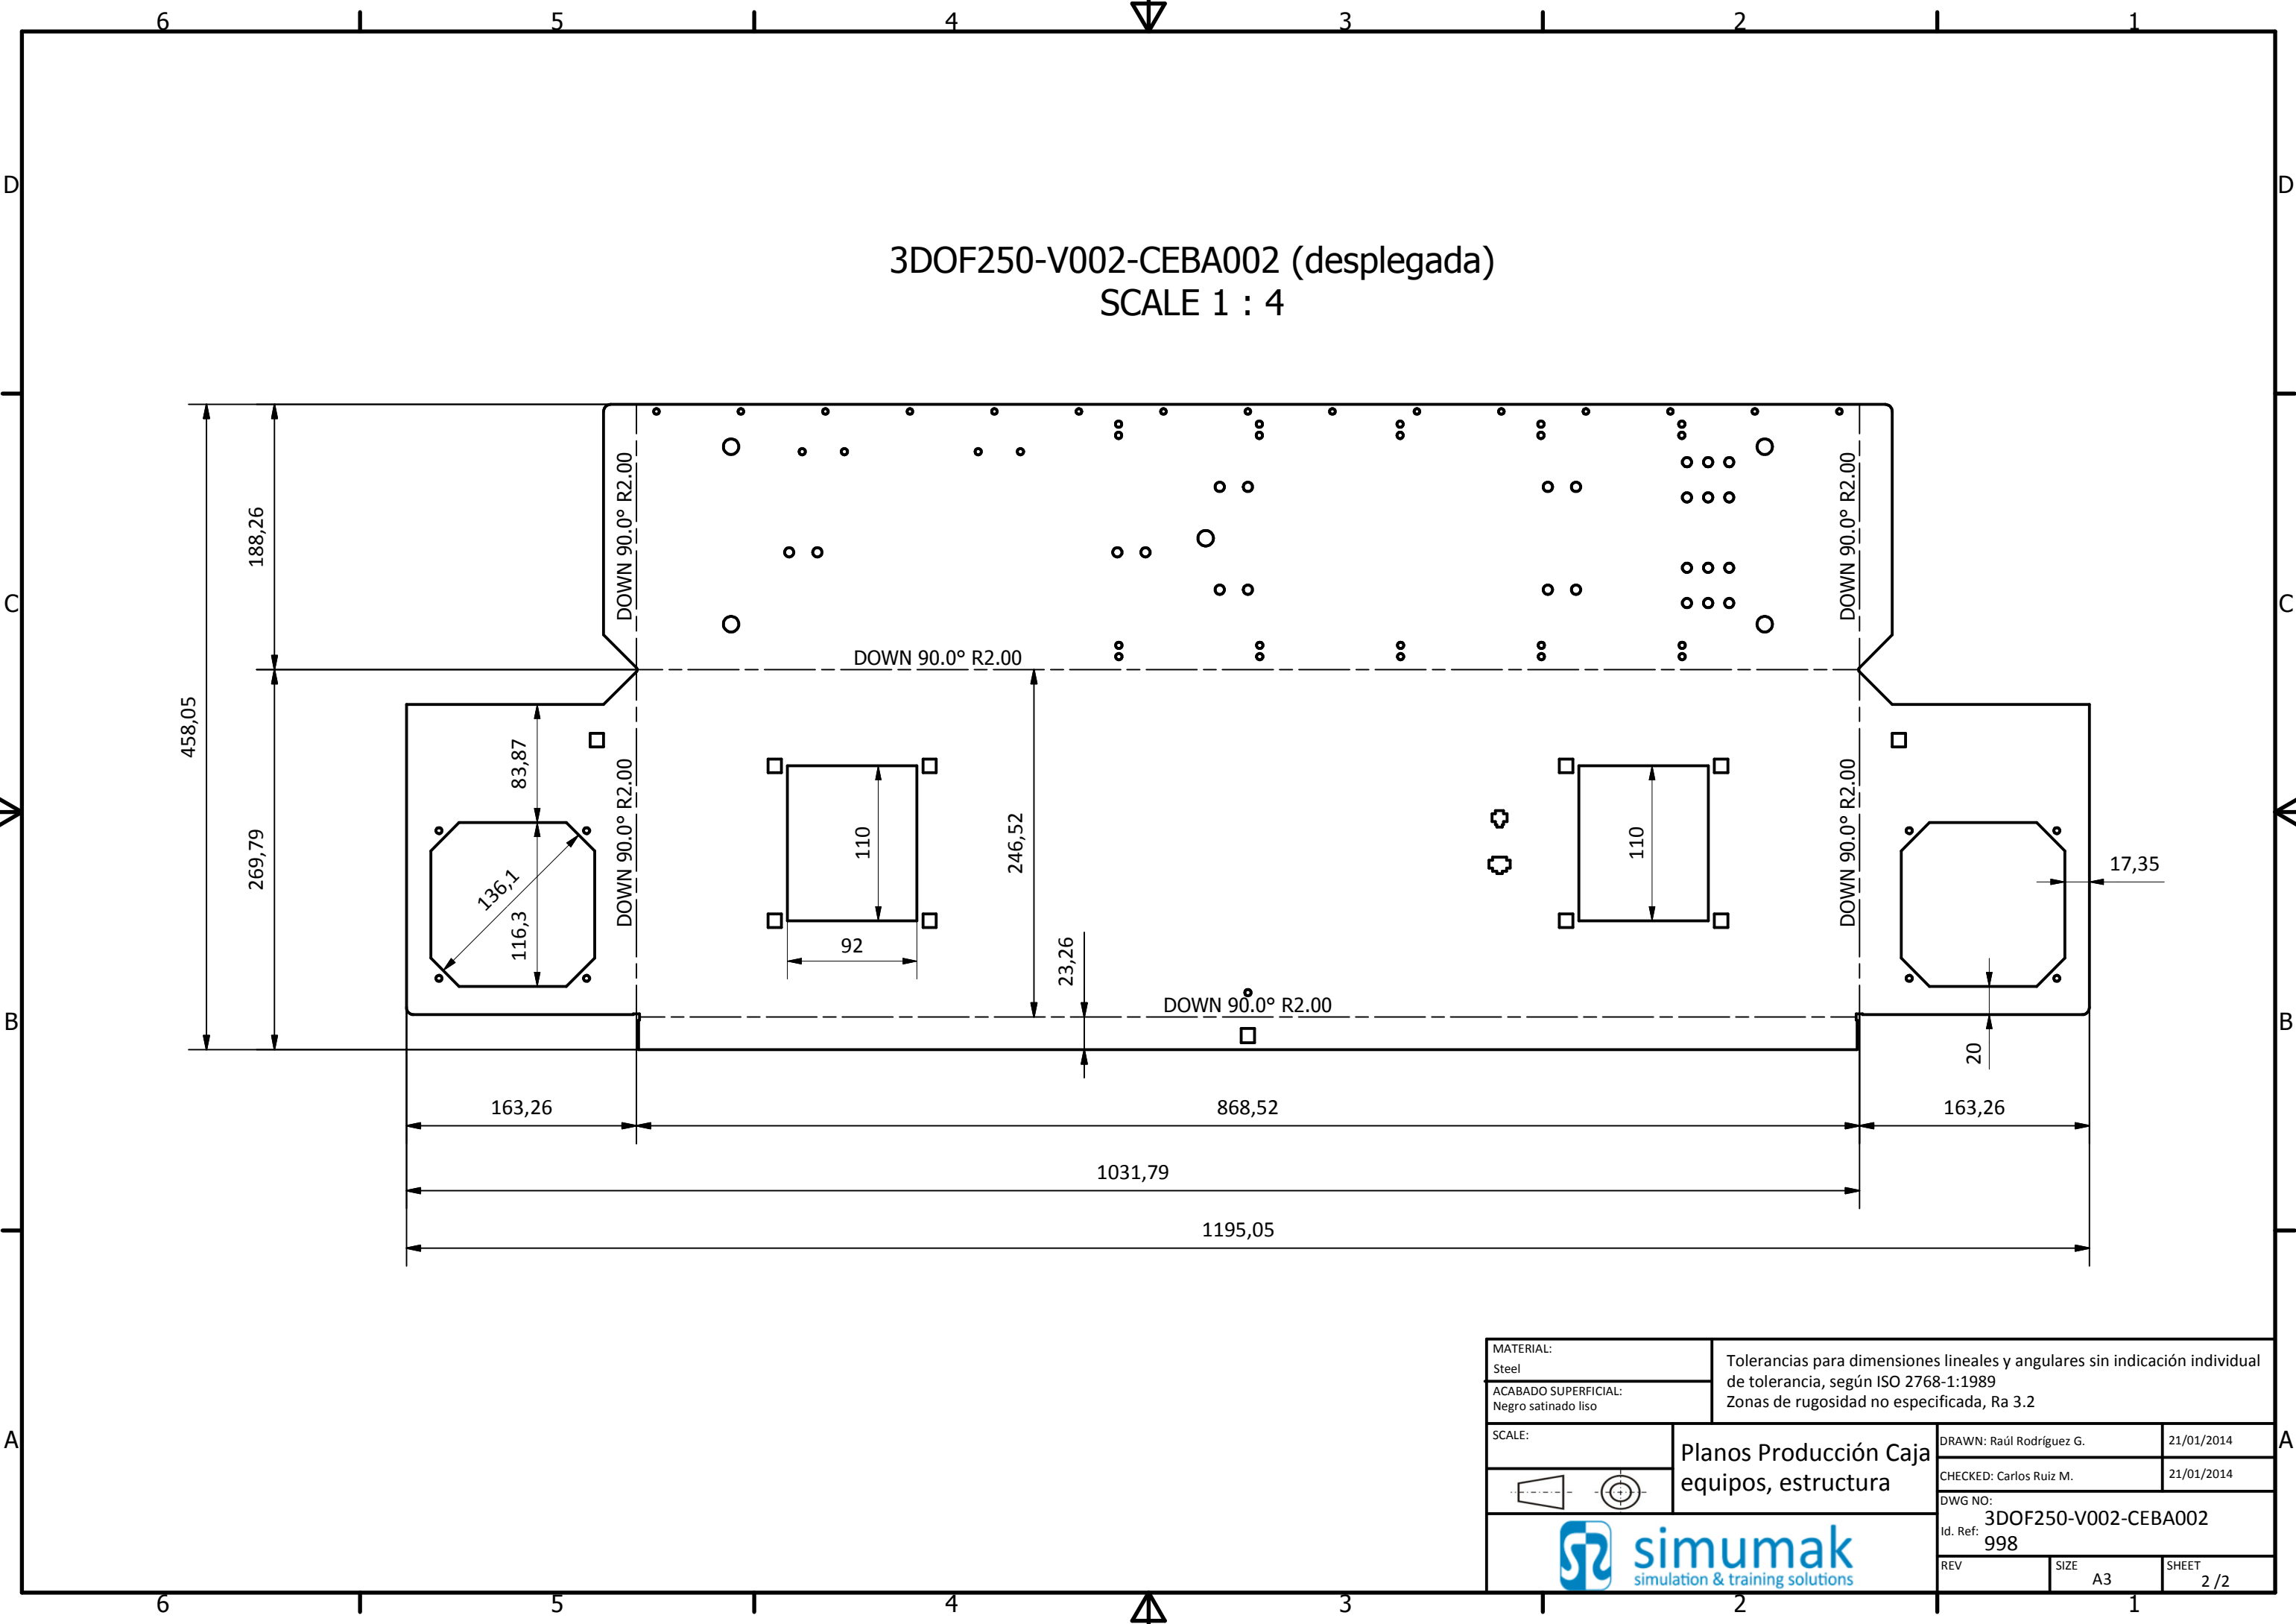 6 5 4 3 2 1
D D
3DOF250-V002-CEBA002 (desplegada)
SCALE 1 : 4
188,26
458,05
269,79
DOWN 90.0° R2.00
DOWN 90.0° R2.00
DOWN 90.0° R2.00
C C
83,87
DOWN 90.0° R2.00
136,1
116,3
110
92
246,52
23,26
110
DOWN 90.0° R2.00
17,35
DOWN 90.0° R2.00
20
B B
163,26 868,52 163,26
1031,79
1195,05
MATERIAL:
Steel
ACABADO SUPERFICIAL:
Negro satinado liso
Tolerancias para dimensiones lineales y angulares sin indicación individual
de tolerancia, según ISO 2768-1:1989
Zonas de rugosidad no especificada, Ra 3.2
SCALE:
Planos Producción Caja
equipos, estructura
DRAWN: Raúl Rodríguez G. 21/01/2014
CHECKED: Carlos Ruiz M. 21/01/2014
A A
DWG NO:
3DOF250-V002-CEBA002
Id. Ref: 998
simumak
simulation & training solutions
REV SIZE A3 SHEET 2 /2
6 5 4 3 2 1